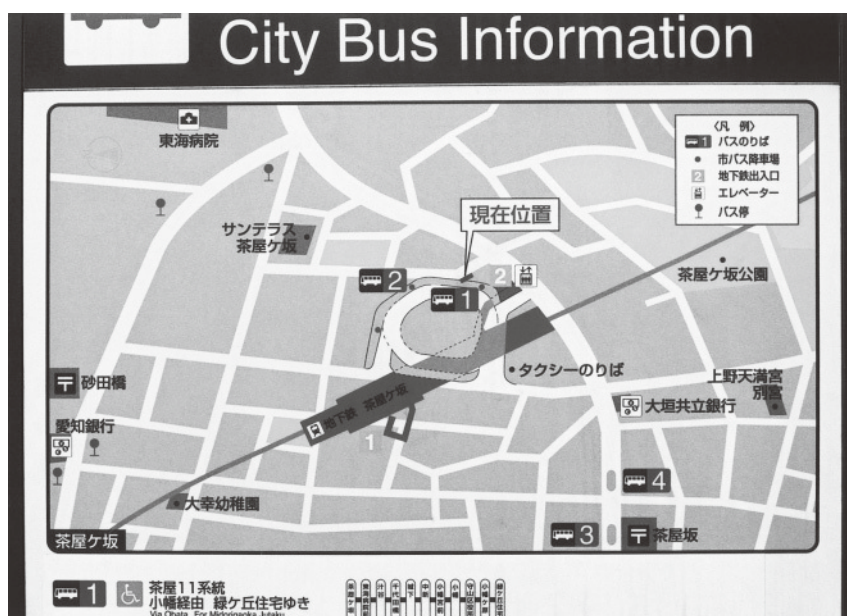 City Bus Information
東海病院
〈凡 例〉
1 バスのりば
市バス降車場
2 地下鉄出入口
エレベーター
バス停
現在位置
サンテラス
茶屋ケ坂
2
1
2
茶屋ケ坂公園
タクシーのりば
砂田橋
上野天満宮
別宮
大垣共立銀行
地下鉄 茶屋ケ坂
愛知銀行
1
4
大幸幼稚園
3
茶屋坂
茶屋ケ坂
1
茶屋11系統
小幡経由 緑ケ丘住宅ゆき
Via Obata For Midorigaoka Jutaku